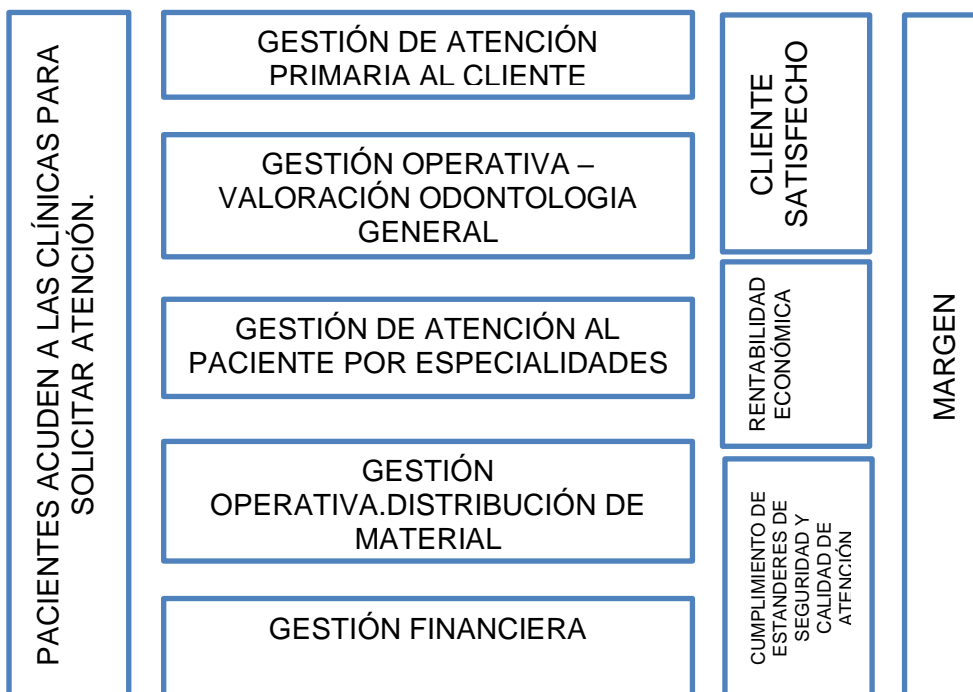 PACIENTES ACUDEN A LAS CLÍNICAS PARA
SOLICITAR ATENCIÓN.
GESTIÓN DE ATENCIÓN
PRIMARIA AL CLIENTE
GESTIÓN OPERATIVA –
VALORACIÓN ODONTOLOGIA
GENERAL
GESTIÓN DE ATENCIÓN AL
PACIENTE POR ESPECIALIDADES
GESTIÓN
OPERATIVA.DISTRIBUCIÓN DE
MATERIAL
GESTIÓN FINANCIERA
CLIENTE
SATISFECHO
RENTABILIDAD
ECONÓMICA
CUMPLIMIENTO DE
ESTANDERES DE
SEGURIDAD Y
CALIDAD DE
ATENCIÓN
MARGEN